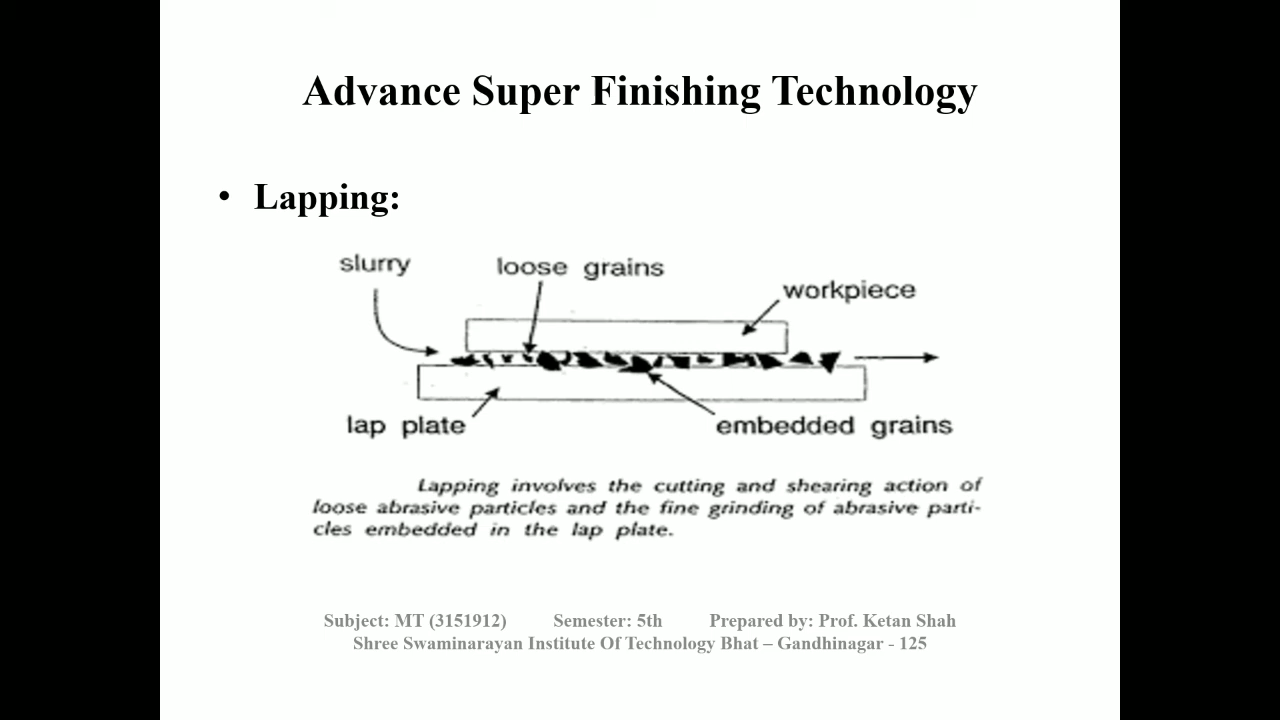 Advance Super Finishing Technology
• Lapping:
slurry
loose grains
workpiece
lap plate
embedded grains
Lapping involves the cutting and shearing action of
loose abrasive particles and the fine grinding of abrasive parti-
cles embedded in the lap plate.
Subject: MT (3151912) Semester: 5th Prepared by: Prof. Ketan Shah
Shree Swaminarayan Institute Of Technology Bhat – Gandhinagar - 125